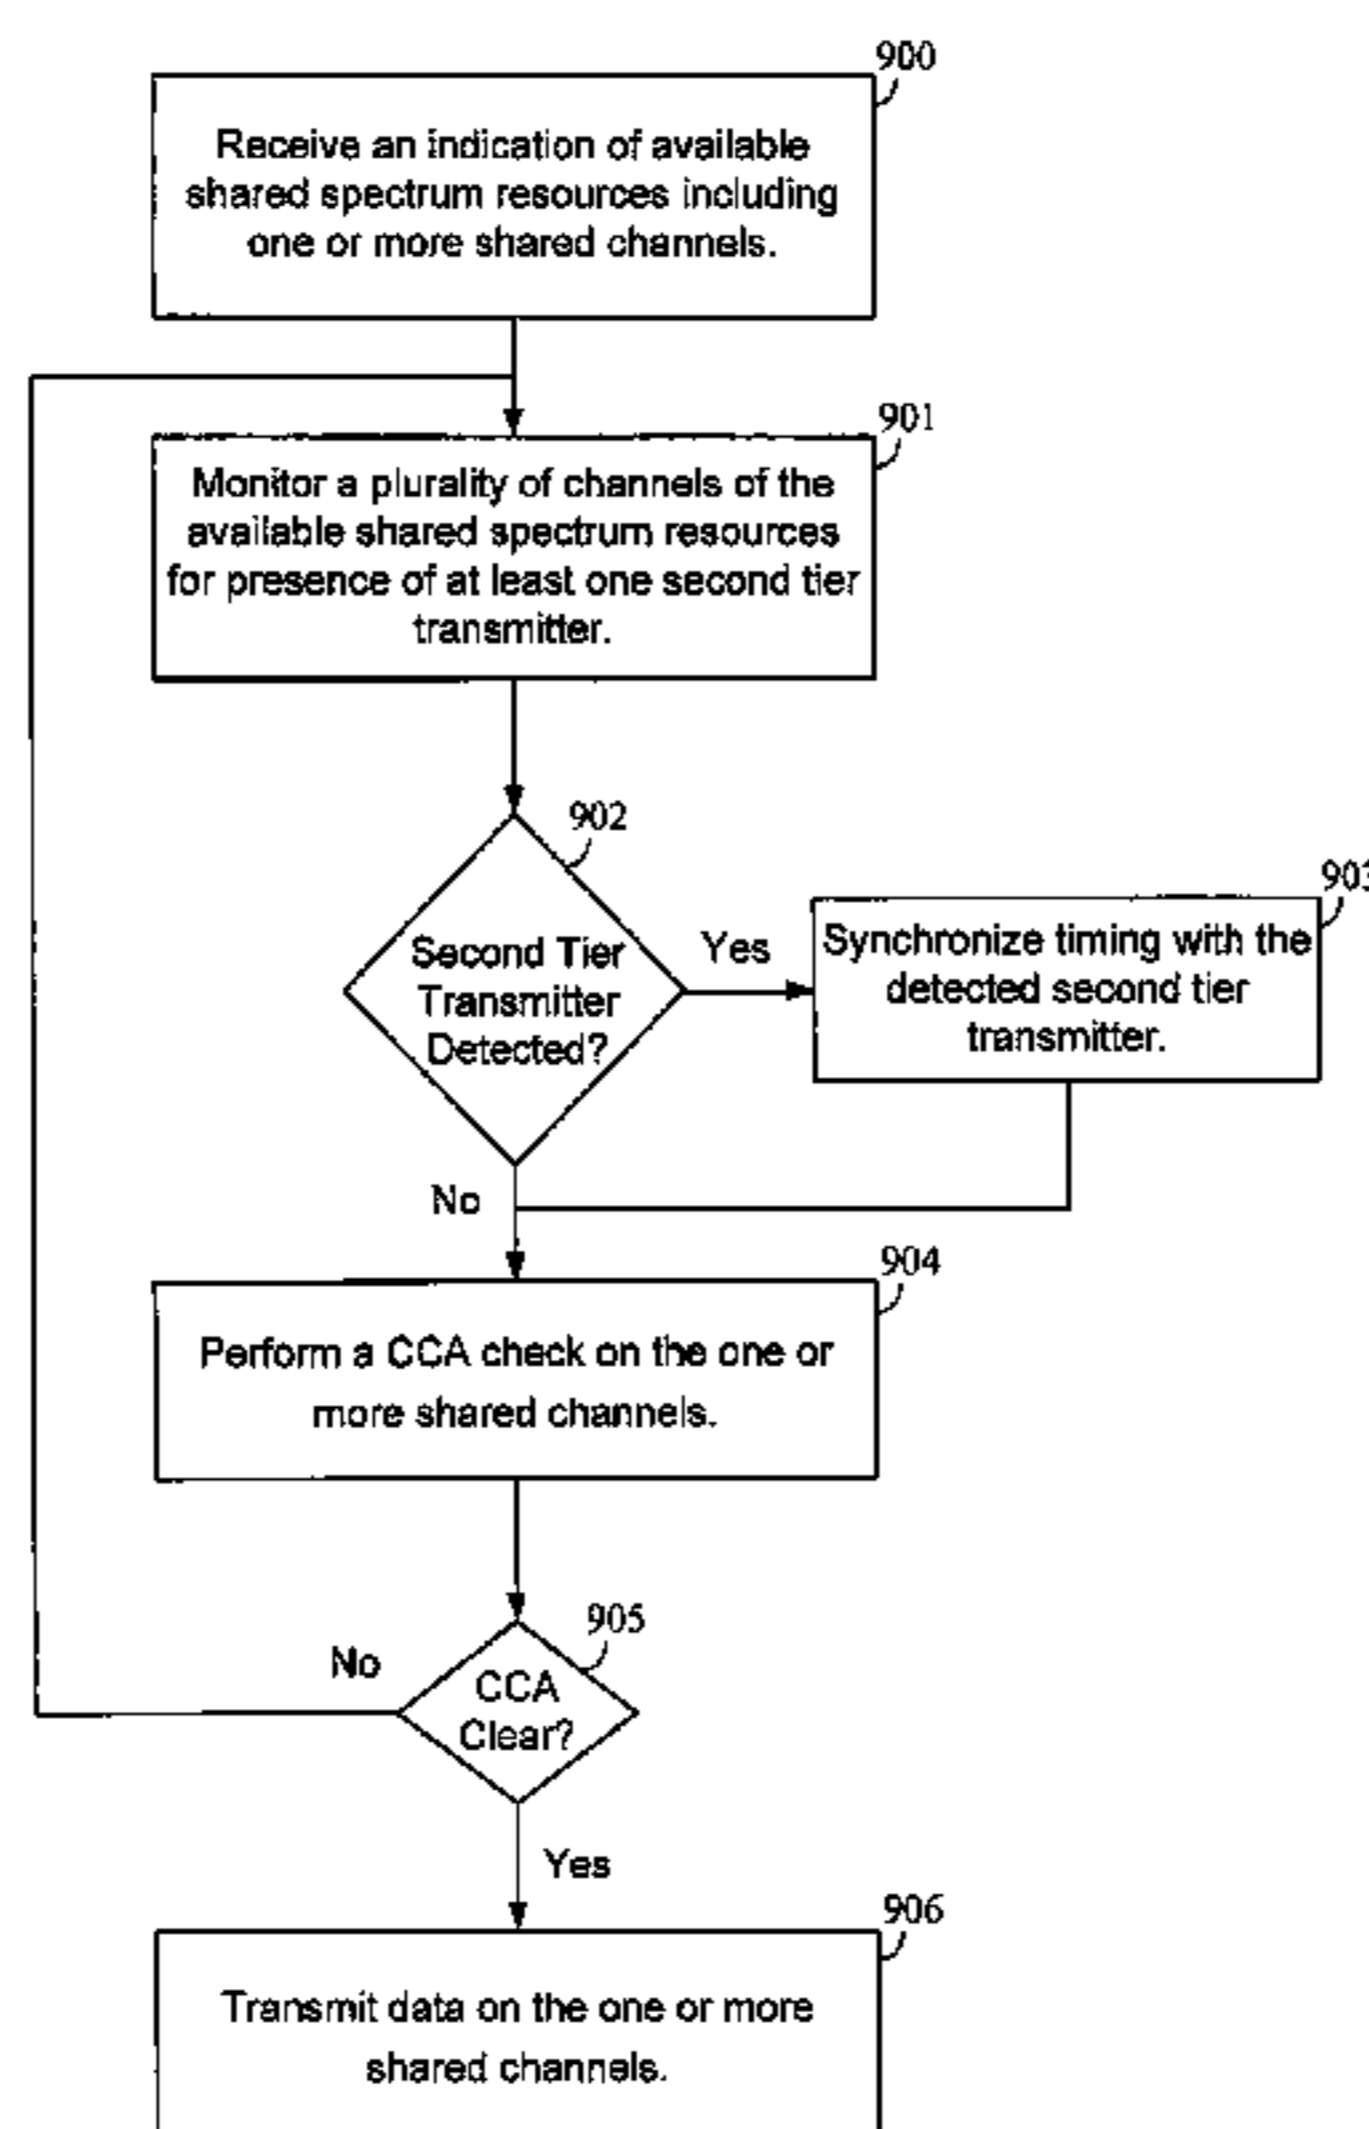 900
Receive an indication of available
shared spectrum resources including
one or more shared channels.
901
Monitor a plurality of channels of the
available shared spectrum resources
for presence of at least one second tier
transmitter.
902
Second Tier
Transmitter
Detected?
Yes
903
Synchronize timing with the
detected second tier
transmitter.
No
904
Perform a CCA check on the one or
more shared channels.
905
No
CCA
Clear?
Yes
906
Transmit data on the one or more
shared channels.